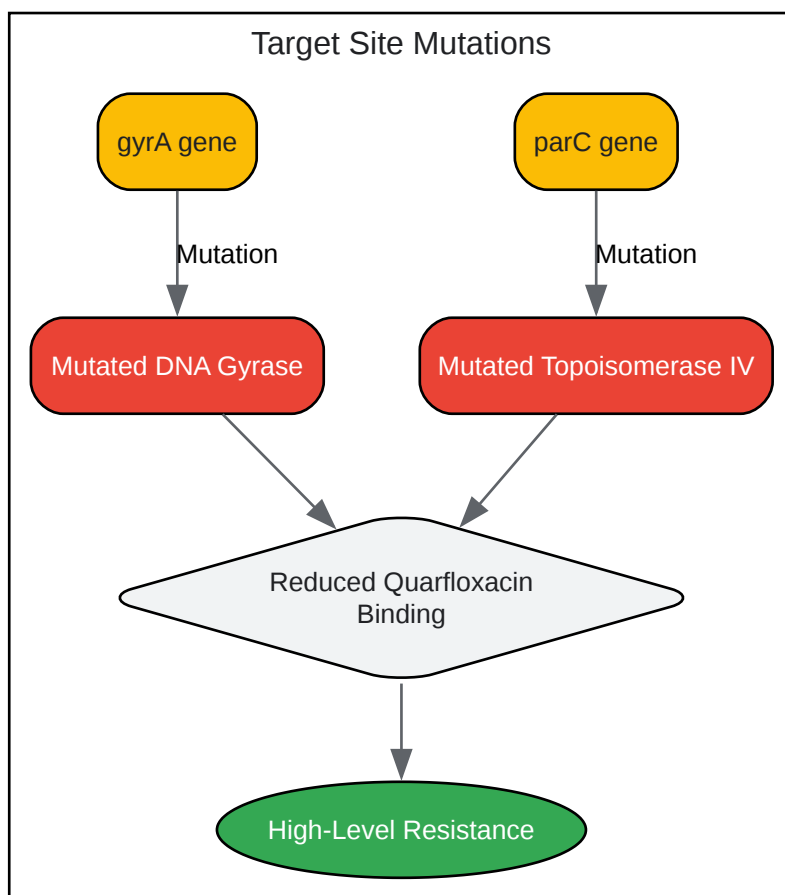 Target Site Mutations
gyrA gene
parC gene
Mutation
Mutation
Mutated DNA Gyrase
Mutated Topoisomerase IV
Reduced Quarfloxacin
Binding
High-Level Resistance